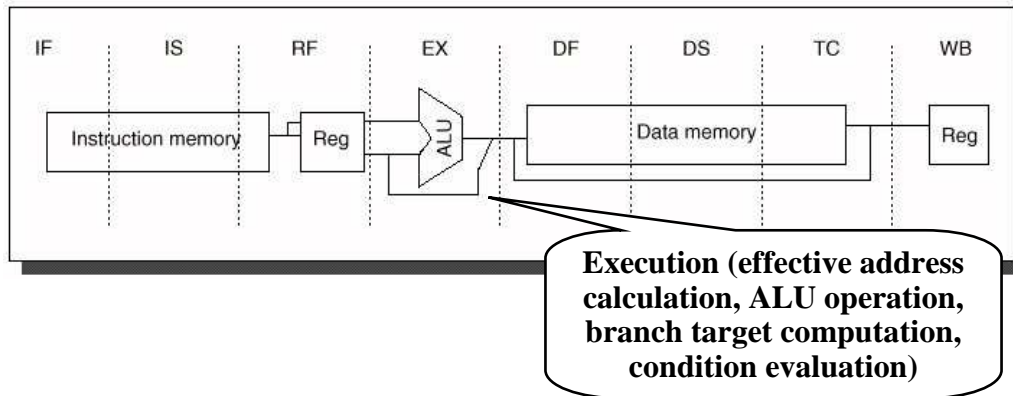 IF IS RF EX DF DS TC WB
Instruction memory Reg ALU Data memory Reg
Execution (effective address
calculation, ALU operation,
branch target computation,
condition evaluation)